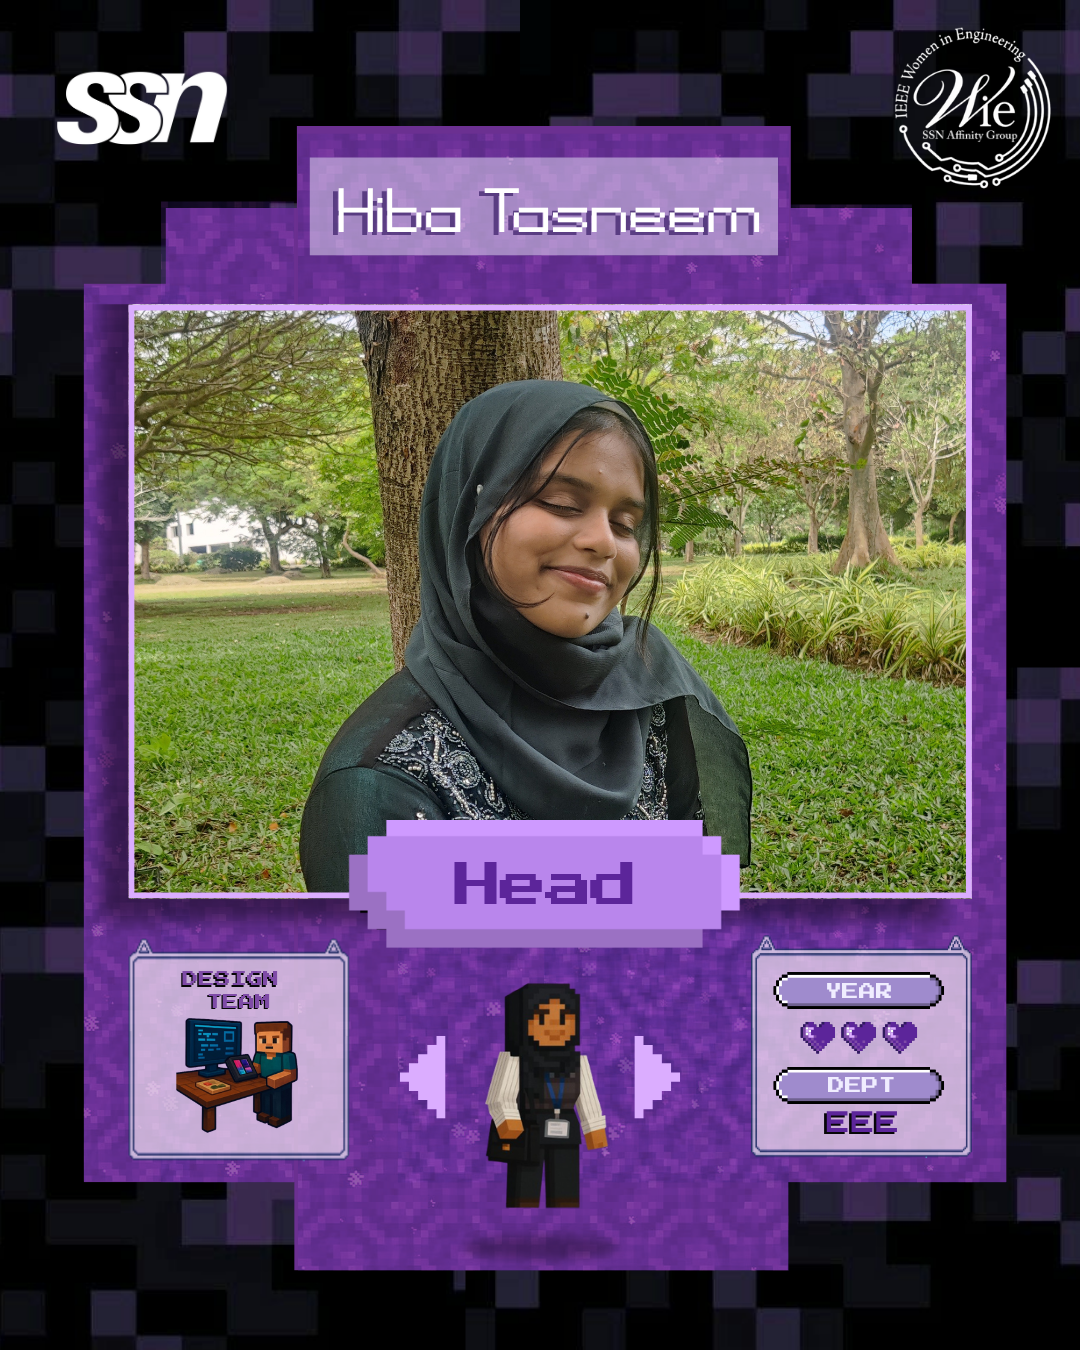 ssn
IEEE Women in Engineering
Wie
SSN Affinity Group
Hiba Tasneem
Head
DESIGN
TEAM
YEAR
DEPT
EEE